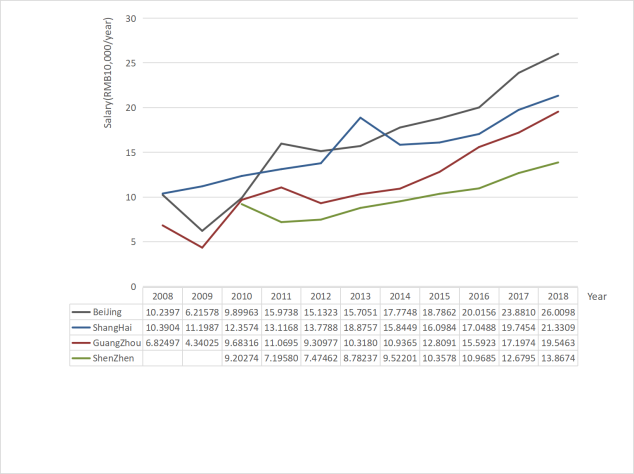 Salary(RMB10,000/year)
30
25
20
15
10
5
0
2008 2009 2010 2011 2012 2013 2014 2015 2016 2017 2018 Year
BeiJing 10.2397 6.21578 9.89963 15.9738 15.1323 15.7051 17.7748 18.7862 20.0156 23.8810 26.0098
ShangHai 10.3904 11.1987 12.3574 13.1168 13.7788 18.8757 15.8449 16.0984 17.0488 19.7454 21.3309
GuangZhou 6.82497 4.34025 9.68316 11.0695 9.30977 10.3180 10.9365 12.8091 15.5923 17.1974 19.5463
ShenZhen 9.20274 7.19580 7.47462 8.78237 9.52201 10.3578 10.9685 12.6795 13.8674